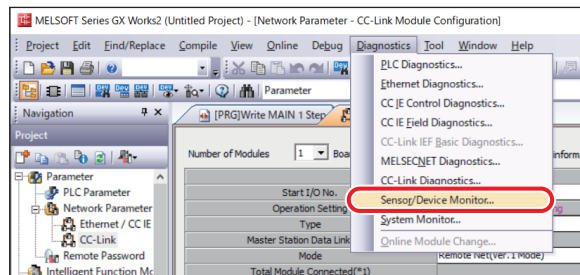 MELSOFT Series GX Works2 (Untitled Project) - [Network Parameter - CC-Link Module Configuration]
Project Edit Find/Replace Compile View Online Debug Diagnostics Tool Window Help
Parameter
Navigation
[PRG]Write MAIN 1 Step
Project
Number of Modules 1 Boa
inform
Parameter
PLC Parameter
Network Parameter
Ethernet / CC IE
CC-Link
Remote Password
Intelligent Function Mo
Start I/O No.
Operation Setting
Type
Master Station Data Link
Mode
Remote Net(Ver.1 Mode)
Total Module Connected(*1)
PLC Diagnostics...
Ethernet Diagnostics...
CC IE Control Diagnostics...
CC IE Field Diagnostics...
CC-Link IEF Basic Diagnostics...
MELSECNET Diagnostics...
CC-Link Diagnostics...
Sensor/Device Monitor...
System Monitor...
Online Module Change...